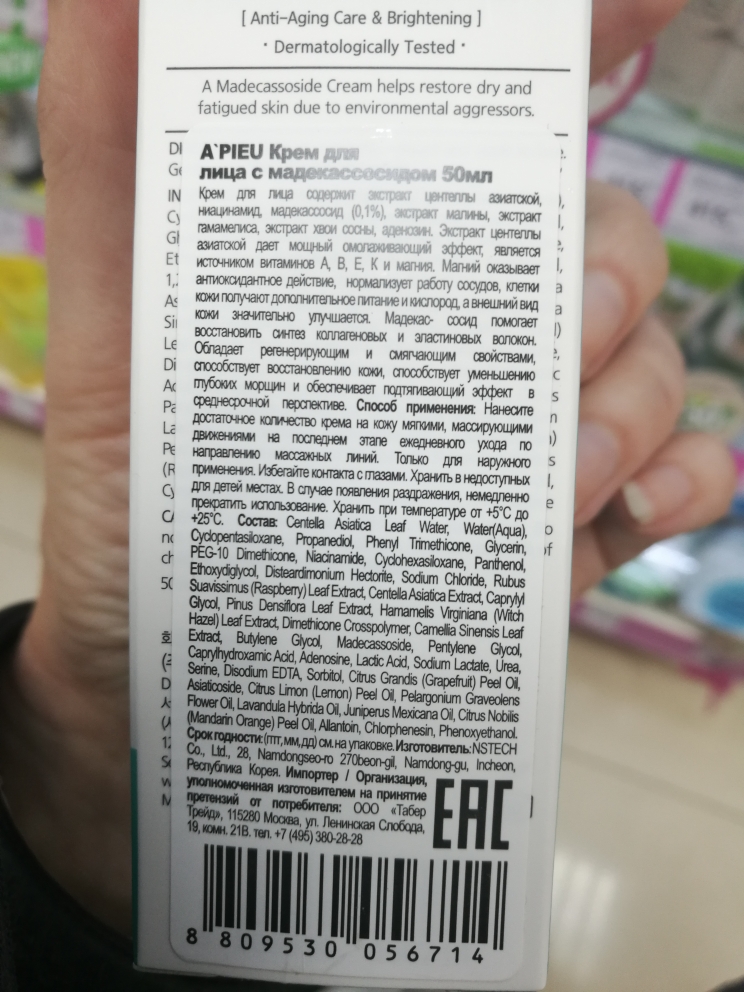 [ Anti-Aging Care & Brightening ]
· Dermatologically Tested ·
A Madecassoside Cream helps restore dry and
fatigued skin due to environmental aggressors.
A`PIEU Крем для
лица с мадекассосидом 50мл
Крем для лица содержит экстракт центеллы азиатской,
ниацинамид, мадекассосид (0,1%), экстракт малины, экстракт
гамамелиса, экстракт хвои сосны, аденозин. Экстракт центеллы
азиатской дает мощный омолаживающий эффект, является
источником витаминов А, В, Е, К и магния. Магний оказывает
антиоксидантное действие, нормализует работу сосудов, клетки
кожи получают дополнительное питание и кислород, а внешний вид
кожи значительно улучшается. Мадекас- сосид помогает
восстановить синтез коллагеновых и эластиновых волокон.
Обладает регенерирующим и смягчающим свойствами,
способствует восстановлению кожи, способствует уменьшению
глубоких морщин и обеспечивает подтягивающий эффект в
среднесрочной перспективе. Способ применения: Нанесите
достаточное количество крема на кожу мягкими, массирующими
движениями на последнем этапе ежедневного ухода по
направлению массажных линий. Только для наружного
применения. Избегайте контакта с глазами. Хранить в недоступных
для детей местах. В случае появления раздражения, немедленно
прекратить использование. Хранить при температуре от +5°C до
+25°C. Состав: Centella Asiatica Leaf Water, Water(Aqua),
Cyclopentasiloxane, Propanediol, Phenyl Trimethicone, Glycerin,
PEG-10 Dimethicone, Niacinamide, Cyclohexasiloxane, Panthenol,
Ethoxydiglycol, Disteardimonium Hectorite, Sodium Chloride, Rubus
Suavissimus (Raspberry) Leaf Extract, Centella Asiatica Extract, Caprylyl
Glycol, Pinus Densiflora Leaf Extract, Hamamelis Virginiana (Witch
Hazel) Leaf Extract, Dimethicone Crosspolymer, Camellia Sinensis Leaf
Extract, Butylene Glycol, Madecassoside, Pentylene Glycol,
Caprylhydroxamic Acid, Adenosine, Lactic Acid, Sodium Lactate, Urea,
Serine, Disodium EDTA, Sorbitol, Citrus Grandis (Grapefruit) Peel Oil,
Asiaticoside, Citrus Limon (Lemon) Peel Oil, Pelargonium Graveolens
Flower Oil, Lavandula Hybrida Oil, Juniperus Mexicana Oil, Citrus Nobilis
(Mandarin Orange) Peel Oil, Allantoin, Chlorphenesin, Phenoxyethanol.
Срок годности: (гггг,мм,дд) см. на упаковке. Изготовитель: NSTECH
Co., Ltd., 28, Namdongseo-ro 270beon-gil, Namdong-gu, Incheon,
Республика Корея. Импортер / Организация,
уполномоченная изготовителем на принятие
претензий от потребителя: ООО «Табер
Трейд», 115280 Москва, ул. Ленинская Слобода,
19, комн. 21В. тел. +7 (495) 380-28-28
EAC
8 809530 056714